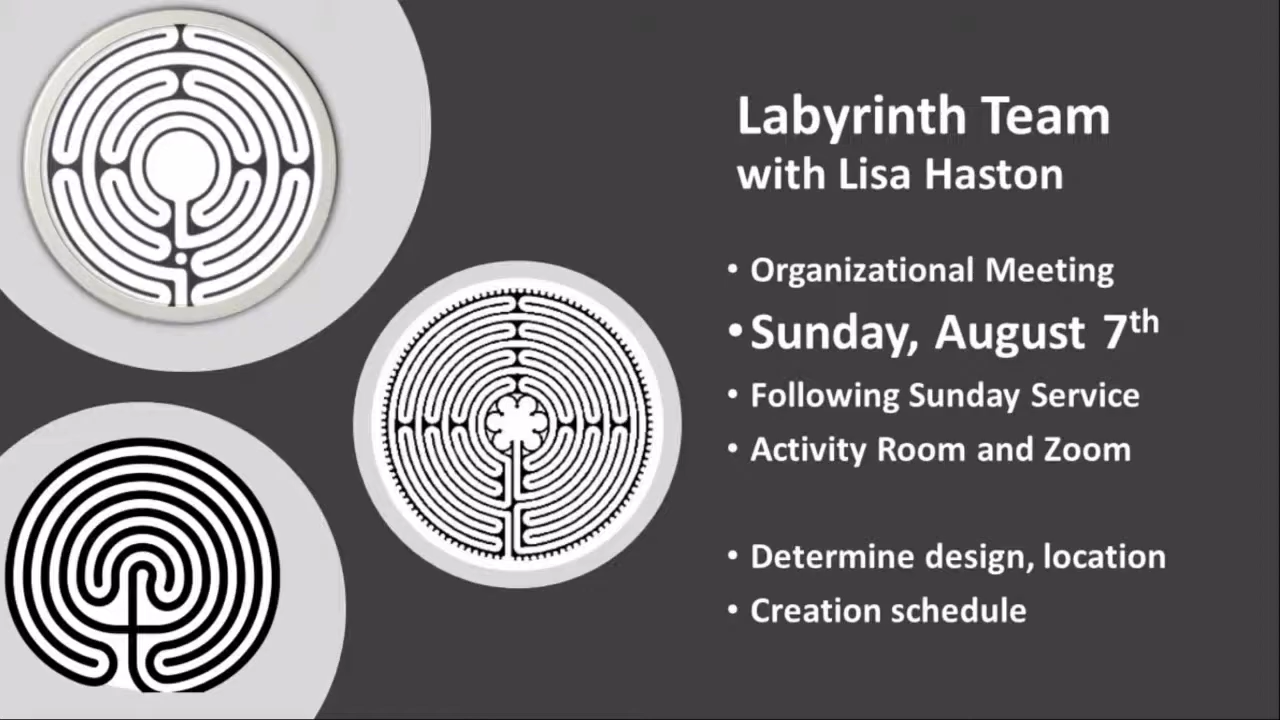 Labyrinth Team
with Lisa Haston
• Organizational Meeting
• Sunday, August 7th
• Following Sunday Service
• Activity Room and Zoom
• Determine design, location
• Creation schedule